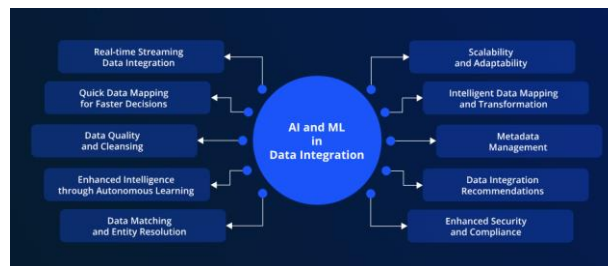 Real-time Streaming
Data Integration
Quick Data Mapping
for Faster Decisions
Data Quality
and Cleansing
Enhanced Intelligence
through Autonomous Learning
Data Matching
and Entity Resolution
AI and ML
in
Data Integration
Scalability
and Adaptability
Intelligent Data Mapping
and Transformation
Metadata
Management
Data Integration
Recommendations
Enhanced Security
and Compliance